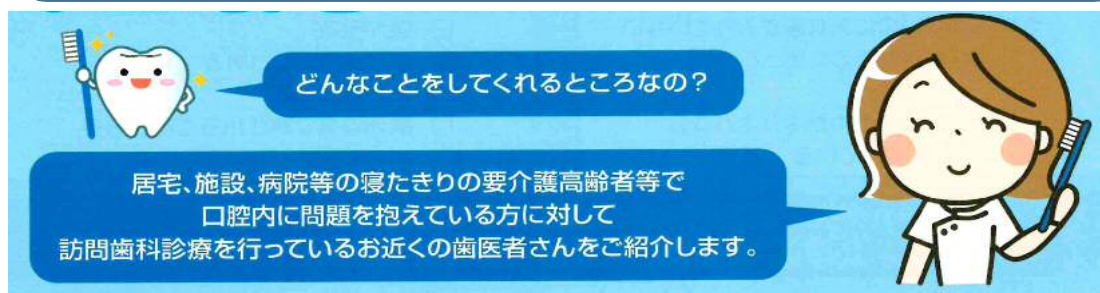 どんなことをしてくれるところなの？
居宅、施設、病院等の寝たきりの要介護高齢者等で
口腔内に問題を抱えている方に対して
訪問歯科診療を行っているお近くの歯医者さんをご紹介します。